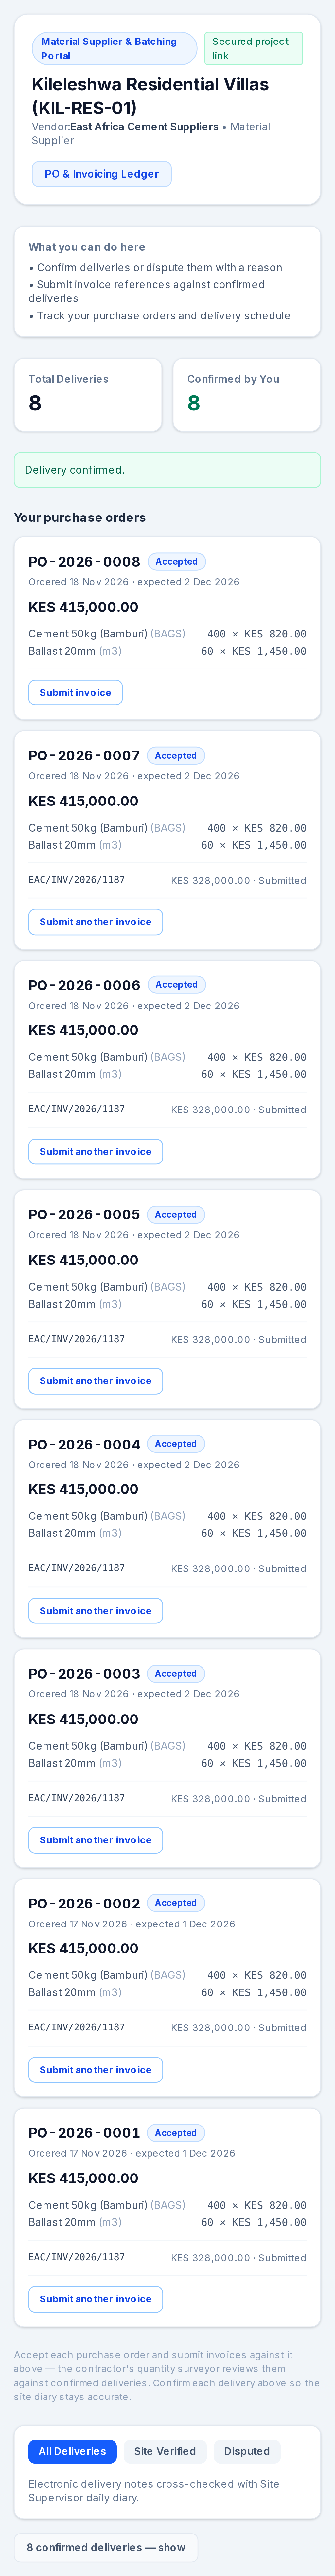 Material Supplier & Batching
Portal
Secured project
link
Kileleshwa Residential Villas
(KIL-RES-01)
Vendor:East Africa Cement Suppliers • Material
Supplier
PO & Invoicing Ledger
What you can do here
• Confirm deliveries or dispute them with a reason
• Submit invoice references against confirmed
deliveries
• Track your purchase orders and delivery schedule
Total Deliveries
8
Confirmed by You
8
Delivery confirmed.
Your purchase orders
PO-2026-0008 Accepted
Ordered 18 Nov 2026 · expected 2 Dec 2026
KES 415,000.00
Cement 50kg (Bamburi) (BAGS) 400 × KES 820.00
Ballast 20mm (m3) 60 × KES 1,450.00
Submit invoice
PO-2026-0007 Accepted
Ordered 18 Nov 2026 · expected 2 Dec 2026
KES 415,000.00
Cement 50kg (Bamburi) (BAGS) 400 × KES 820.00
Ballast 20mm (m3) 60 × KES 1,450.00
EAC/INV/2026/1187 KES 328,000.00 · Submitted
Submit another invoice
PO-2026-0006 Accepted
Ordered 18 Nov 2026 · expected 2 Dec 2026
KES 415,000.00
Cement 50kg (Bamburi) (BAGS) 400 × KES 820.00
Ballast 20mm (m3) 60 × KES 1,450.00
EAC/INV/2026/1187 KES 328,000.00 · Submitted
Submit another invoice
PO-2026-0005 Accepted
Ordered 18 Nov 2026 · expected 2 Dec 2026
KES 415,000.00
Cement 50kg (Bamburi) (BAGS) 400 × KES 820.00
Ballast 20mm (m3) 60 × KES 1,450.00
EAC/INV/2026/1187 KES 328,000.00 · Submitted
Submit another invoice
PO-2026-0004 Accepted
Ordered 18 Nov 2026 · expected 2 Dec 2026
KES 415,000.00
Cement 50kg (Bamburi) (BAGS) 400 × KES 820.00
Ballast 20mm (m3) 60 × KES 1,450.00
EAC/INV/2026/1187 KES 328,000.00 · Submitted
Submit another invoice
PO-2026-0003 Accepted
Ordered 18 Nov 2026 · expected 2 Dec 2026
KES 415,000.00
Cement 50kg (Bamburi) (BAGS) 400 × KES 820.00
Ballast 20mm (m3) 60 × KES 1,450.00
EAC/INV/2026/1187 KES 328,000.00 · Submitted
Submit another invoice
PO-2026-0002 Accepted
Ordered 17 Nov 2026 · expected 1 Dec 2026
KES 415,000.00
Cement 50kg (Bamburi) (BAGS) 400 × KES 820.00
Ballast 20mm (m3) 60 × KES 1,450.00
EAC/INV/2026/1187 KES 328,000.00 · Submitted
Submit another invoice
PO-2026-0001 Accepted
Ordered 17 Nov 2026 · expected 1 Dec 2026
KES 415,000.00
Cement 50kg (Bamburi) (BAGS) 400 × KES 820.00
Ballast 20mm (m3) 60 × KES 1,450.00
EAC/INV/2026/1187 KES 328,000.00 · Submitted
Submit another invoice
Accept each purchase order and submit invoices against it
above — the contractor's quantity surveyor reviews them
against confirmed deliveries. Confirm each delivery above so the
site diary stays accurate.
All Deliveries Site Verified Disputed
Electronic delivery notes cross-checked with Site
Supervisor daily diary.
8 confirmed deliveries — show